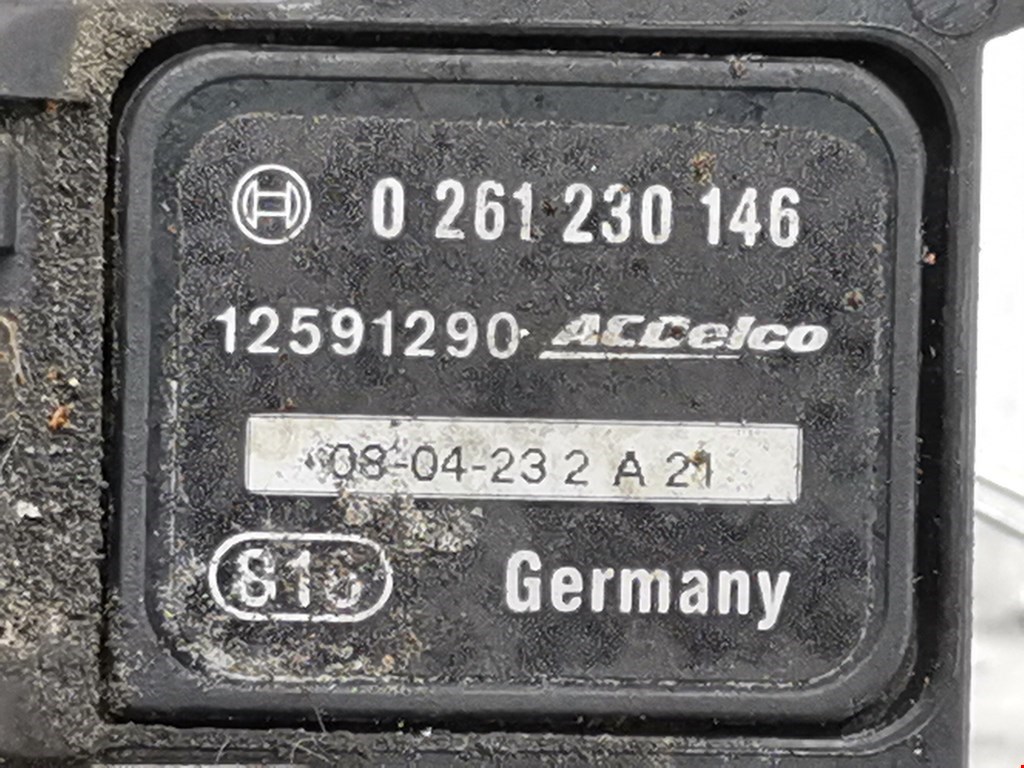 0 261 230 146
12591290 ACDelco
08-04-23 2 A 21
Germany